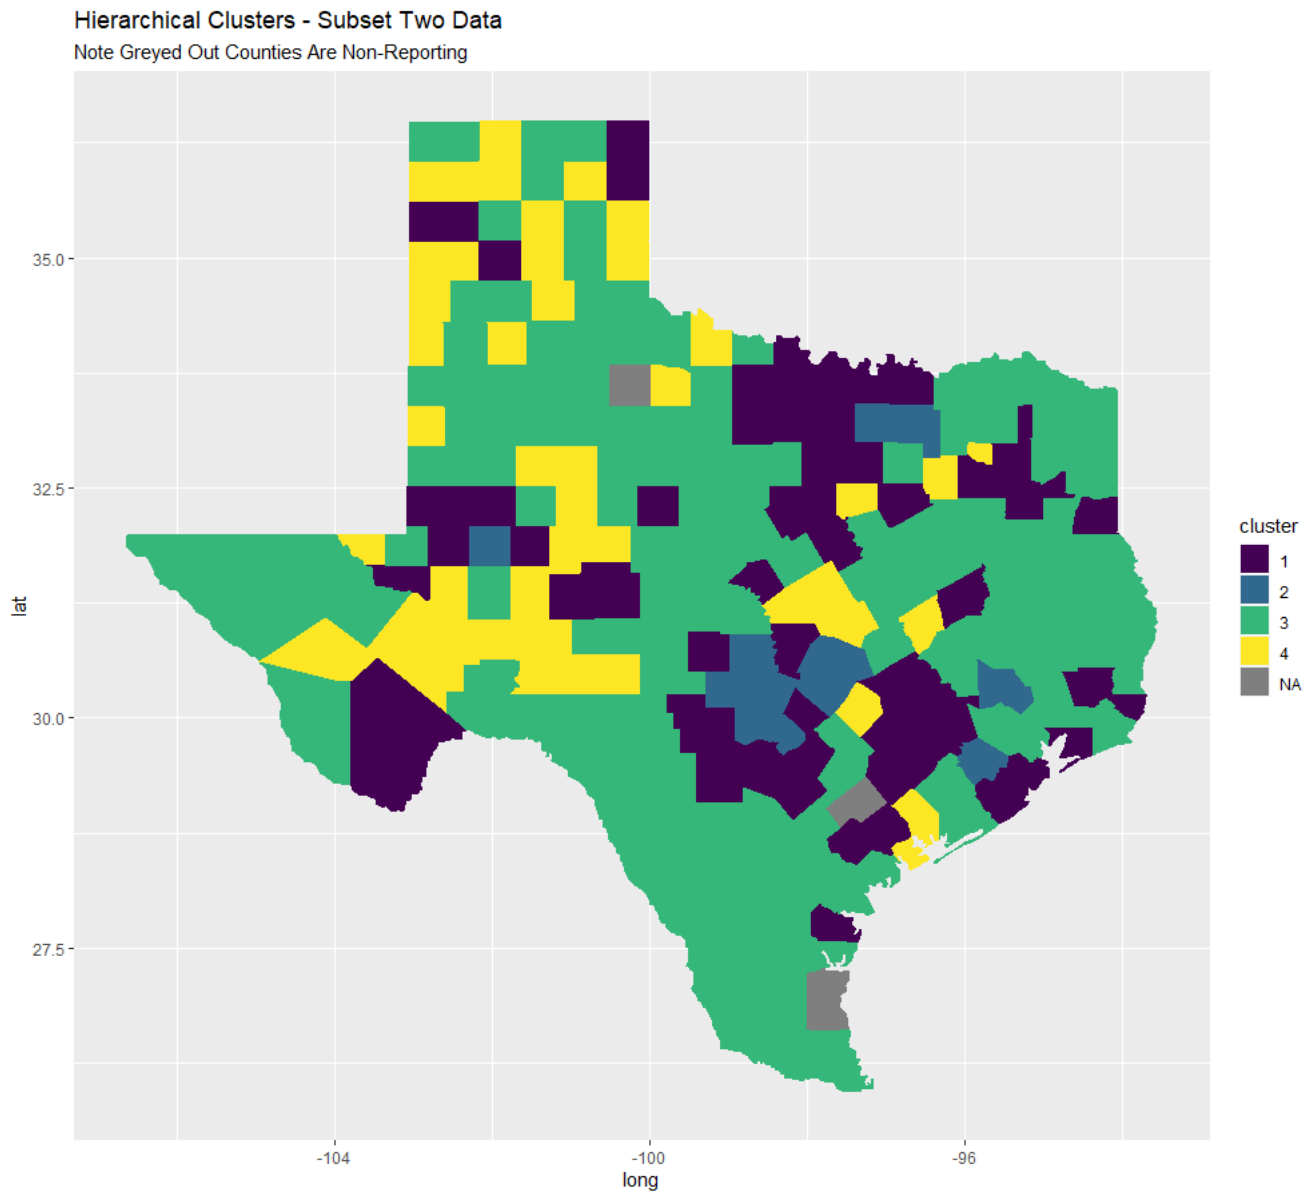 Hierarchical Clusters - Subset Two Data
Note Greyed Out Counties Are Non-Reporting
35.0
32.5
30.0
27.5
lat
-104
-100
-96
long
cluster
1
2
3
4
NA